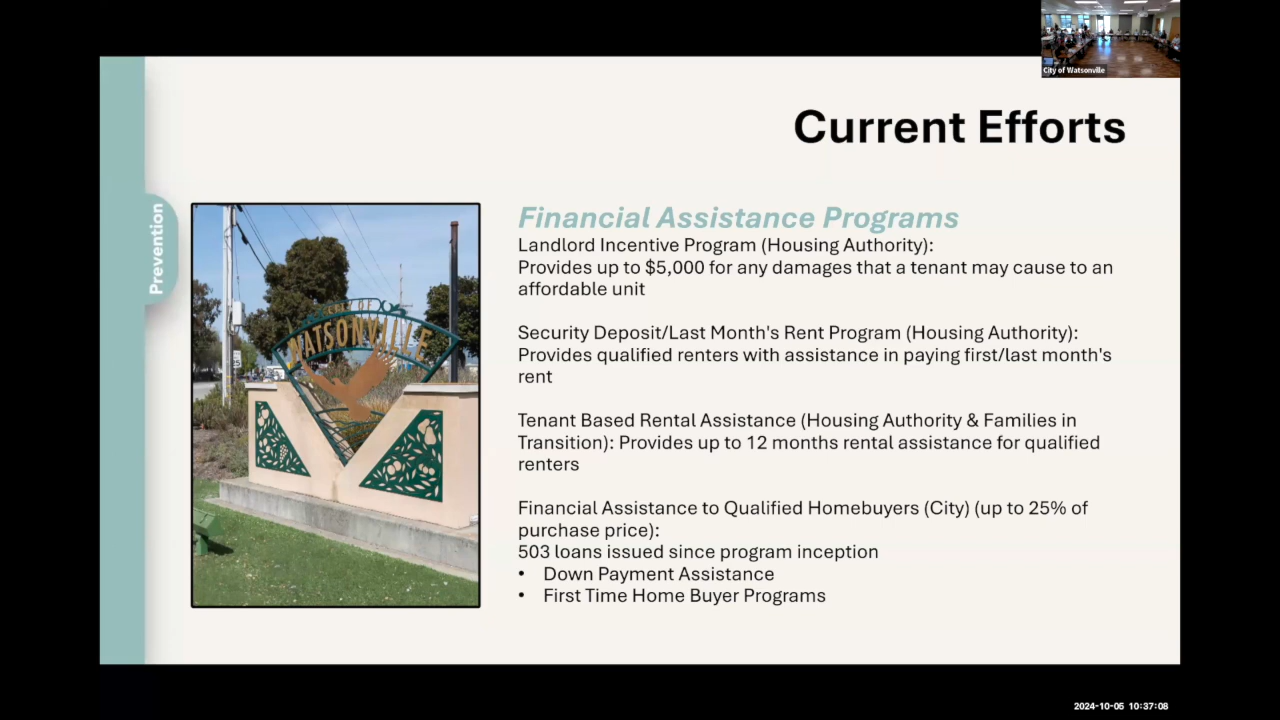 City of Watsonville
Current Efforts
Prevention
CITY OF
WATSONVILLE
Financial Assistance Programs
Landlord Incentive Program (Housing Authority):
Provides up to $5,000 for any damages that a tenant may cause to an
affordable unit
Security Deposit/Last Month's Rent Program (Housing Authority):
Provides qualified renters with assistance in paying first/last month's
rent
Tenant Based Rental Assistance (Housing Authority & Families in
Transition): Provides up to 12 months rental assistance for qualified
renters
Financial Assistance to Qualified Homebuyers (City) (up to 25% of
purchase price):
503 loans issued since program inception
• Down Payment Assistance
• First Time Home Buyer Programs
2024-10-05 10:37:08